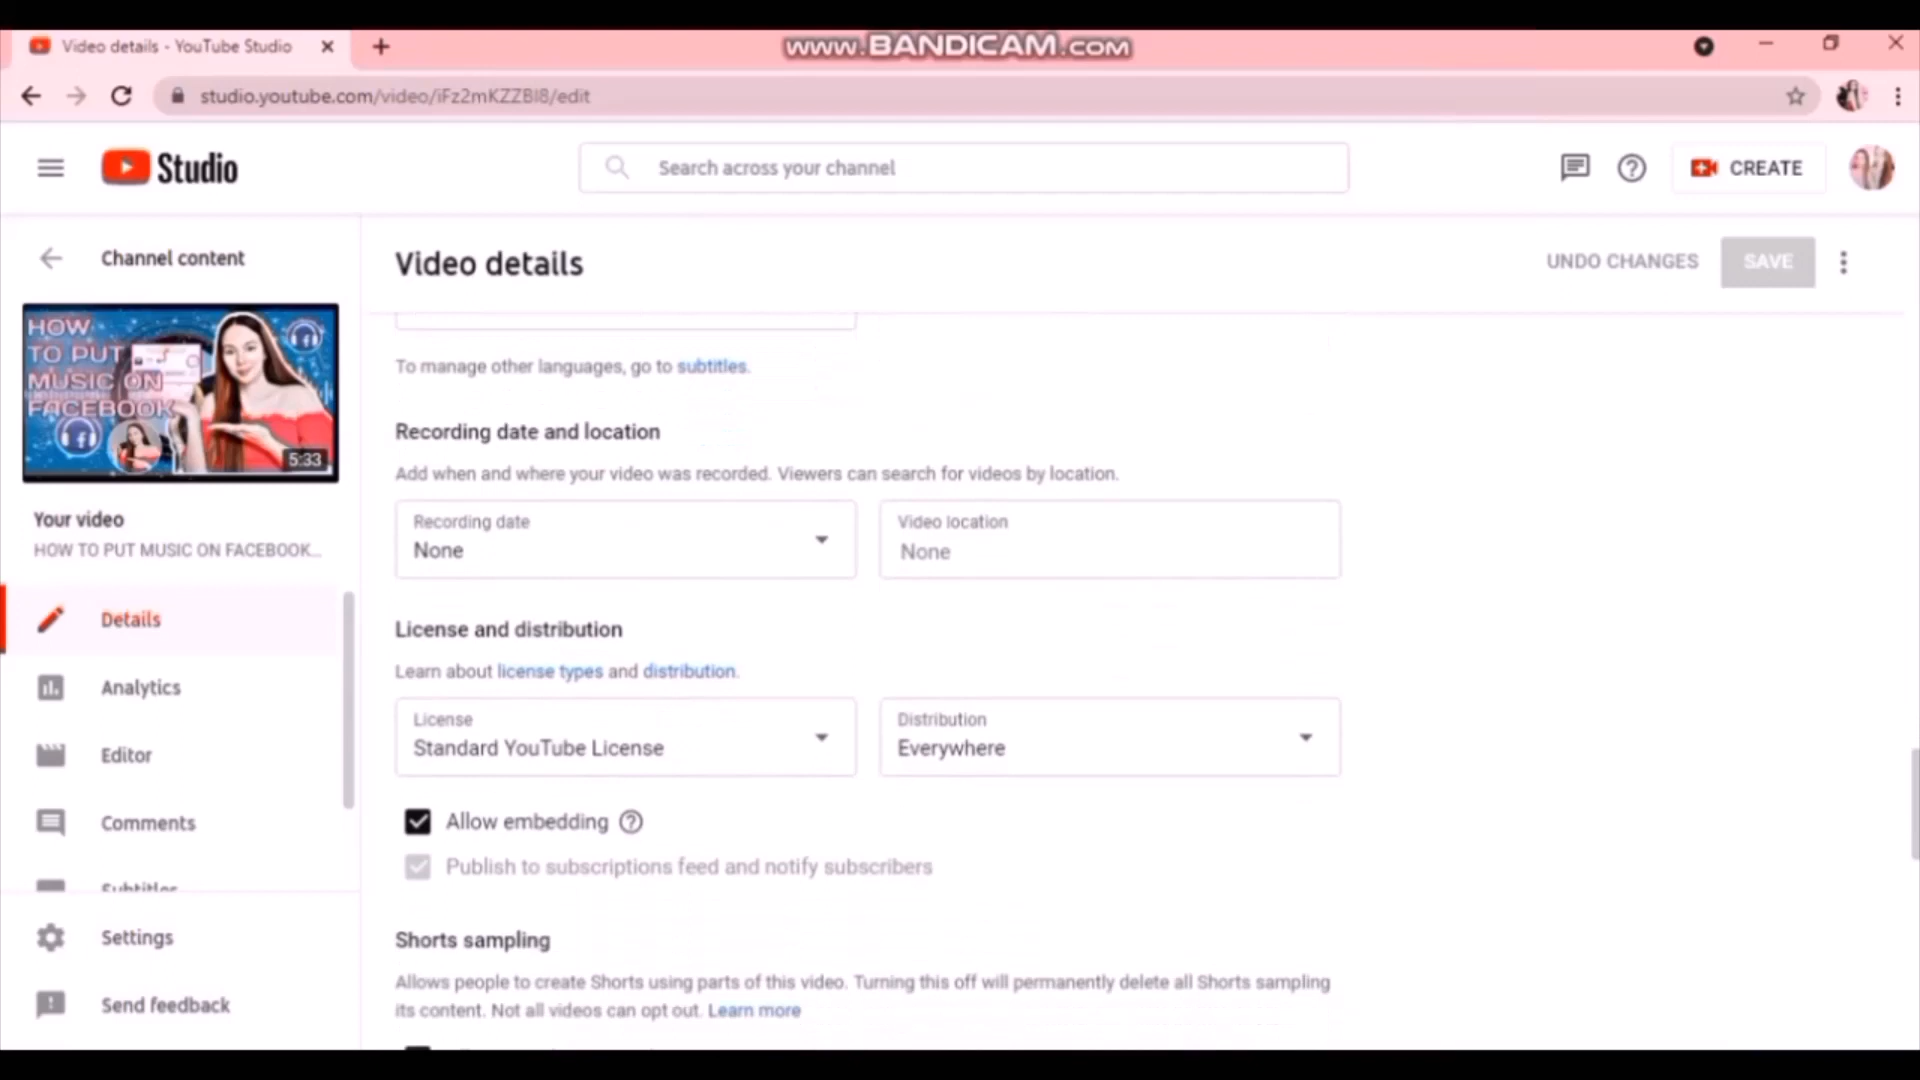 Video details - YouTube Studio
www.BANDICAM.com
studio.youtube.com/video/iFz2mKZZBI8/edit
Studio
Search across your channel
CREATE
Channel content
Video details
UNDO CHANGES
SAVE
HOW
TO PUT
MUSIC ON
FACEBOOK
5:33
To manage other languages, go to subtitles.
Recording date and location
Add when and where your video was recorded. Viewers can search for videos by location.
Recording date
None
Video location
None
Your video
HOW TO PUT MUSIC ON FACEBOOK...
Details
Analytics
Editor
Comments
Subtitles
Settings
Send feedback
License and distribution
Learn about license types and distribution.
License
Standard YouTube License
Distribution
Everywhere
Allow embedding
Publish to subscriptions feed and notify subscribers
Shorts sampling
Allows people to create Shorts using parts of this video. Turning this off will permanently delete all Shorts sampling
its content. Not all videos can opt out. Learn more